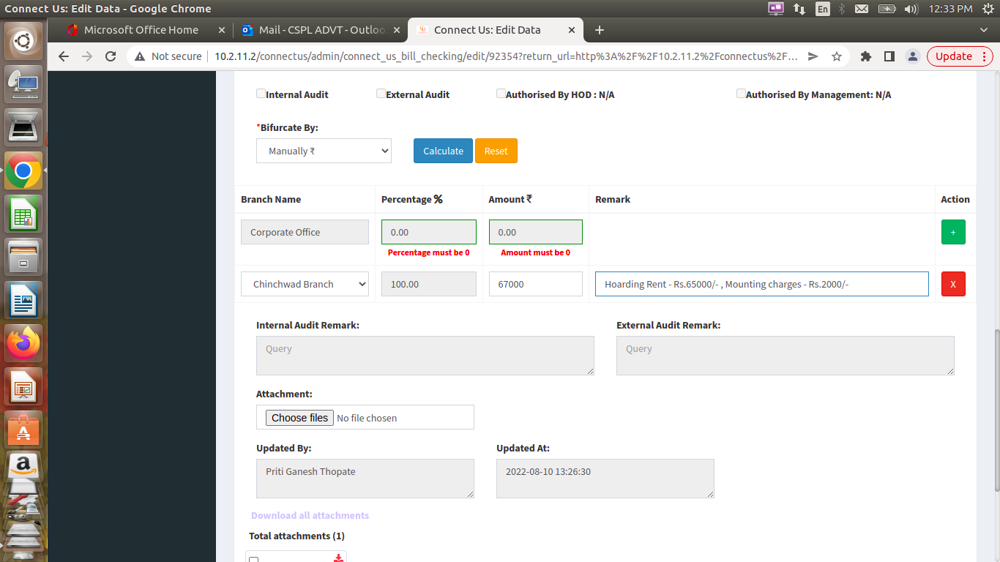 Connect Us: Edit Data - Google Chrome
En
12:33 PM
Microsoft Office Home
Mail - CSPL ADVT - Outloo
Connect Us: Edit Data
Not secure
10.2.11.2/connectus/admin/connect_us_bill_checking/edit/92354?return_url=http%3A%2F%2F10.2.11.2%2Fconnectus%2F…
Update
Internal Audit
External Audit
Authorised By HOD : N/A
Authorised By Management: N/A
*Bifurcate By:
Manually ₹
Calculate
Reset
Branch Name
Percentage %
Amount ₹
Remark
Action
Corporate Office
0.00
0.00
+
Percentage must be 0
Amount must be 0
Chinchwad Branch
100.00
67000
Hoarding Rent - Rs.65000/- , Mounting charges - Rs.2000/-
X
Internal Audit Remark:
External Audit Remark:
Query
Query
Attachment:
Choose files No file chosen
Updated By:
Updated At:
Priti Ganesh Thopate
2022-08-10 13:26:30
Download all attachments
Total attachments (1)